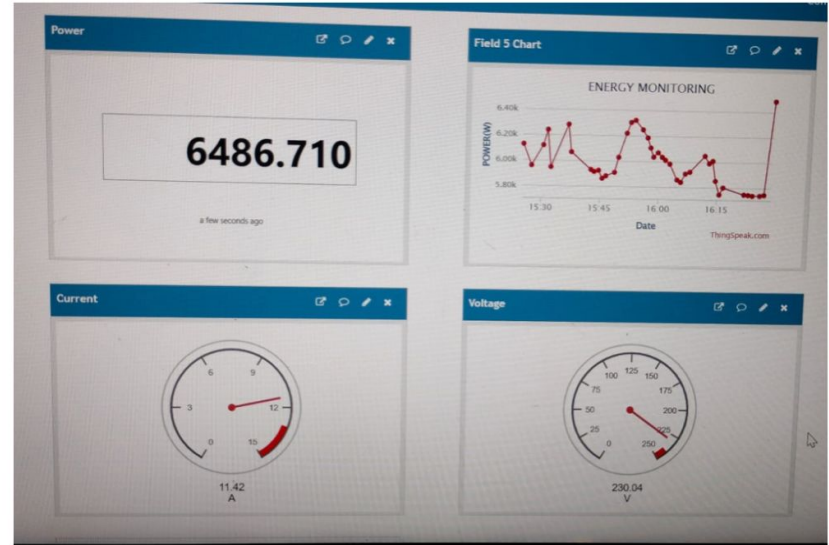 Power
6486.710
a few seconds ago
Field 5 Chart
ENERGY MONITORING
POWER(W)
6.40k
6.20k
6.00k
5.80k
15:30
15:45
16:00
16:15
Date
ThingSpeak.com
Current
0
3
6
9
12
15
11.42
A
Voltage
0
25
50
75
100
125
150
175
200
225
250
230.04
V